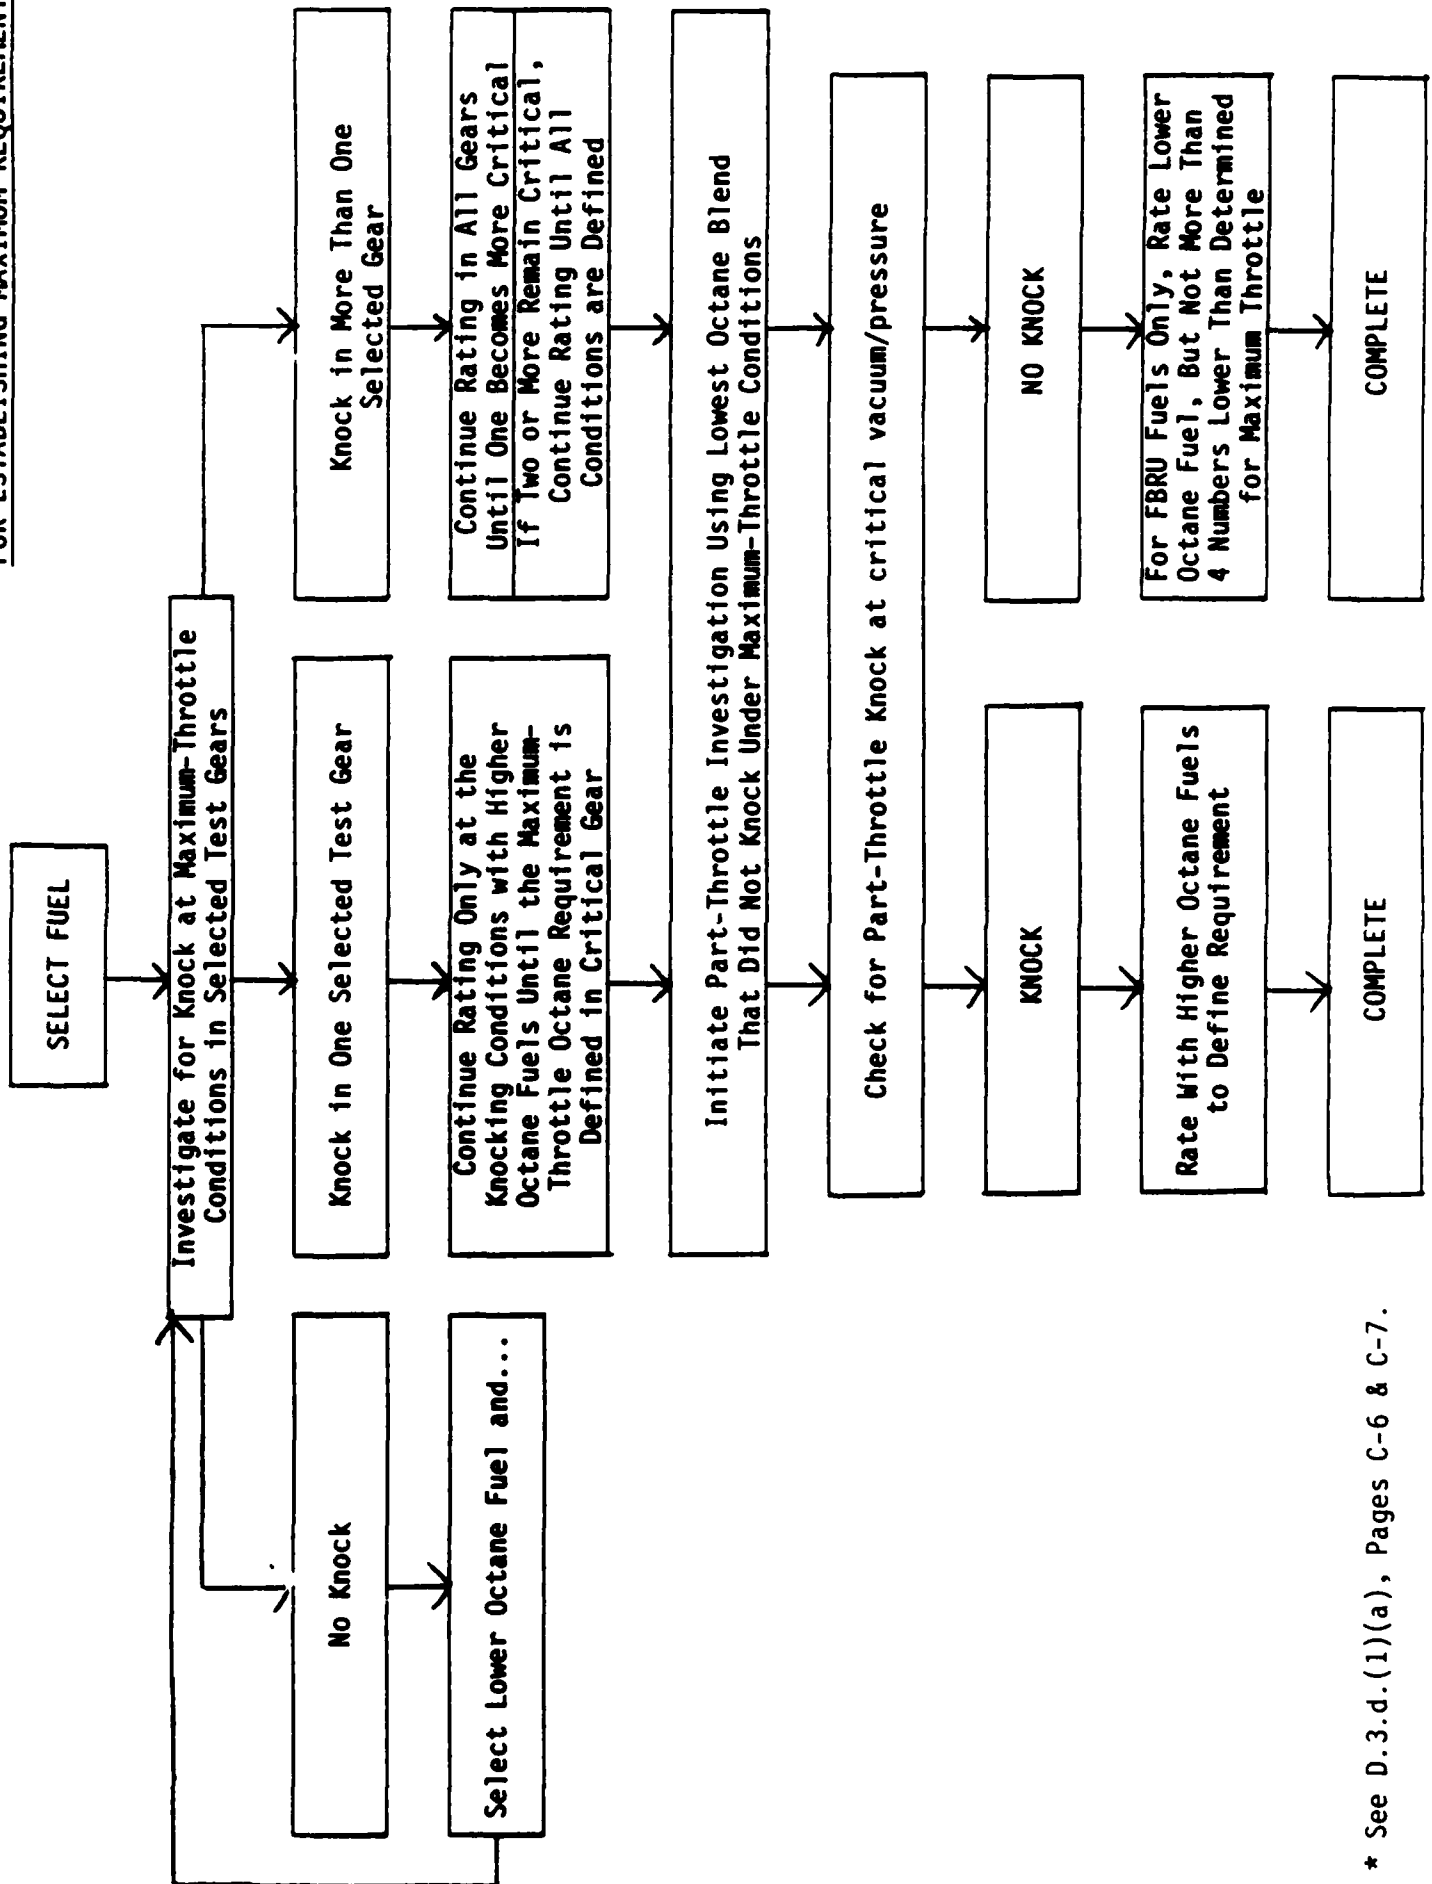 FOR ESTABLISHING MAXIMUM REQUIREMENT
SELECT FUEL
Investigate for Knock at Maximum-Throttle
Conditions in Selected Test Gears
No Knock
Knock in One Selected Test Gear
Knock in More Than One
Selected Gear
Select Lower Octane Fuel and...
Continue Rating Only at the
Knocking Conditions with Higher
Octane Fuels Until the Maximum-
Throttle Octane Requirement is
Defined in Critical Gear
Continue Rating in All Gears
Until One Becomes More Critical
If Two or More Remain Critical,
Continue Rating Until All
Conditions are Defined
Initiate Part-Throttle Investigation Using Lowest Octane Blend
That Did Not Knock Under Maximum-Throttle Conditions
Check for Part-Throttle Knock at critical vacuum/pressure
KNOCK
NO KNOCK
Rate With Higher Octane Fuels
to Define Requirement
For FBRU Fuels Only, Rate Lower
Octane Fuel, But Not More Than
4 Numbers Lower Than Determined
for Maximum Throttle
COMPLETE
COMPLETE
* See D.3.d.(1)(a), Pages C-6 & C-7.